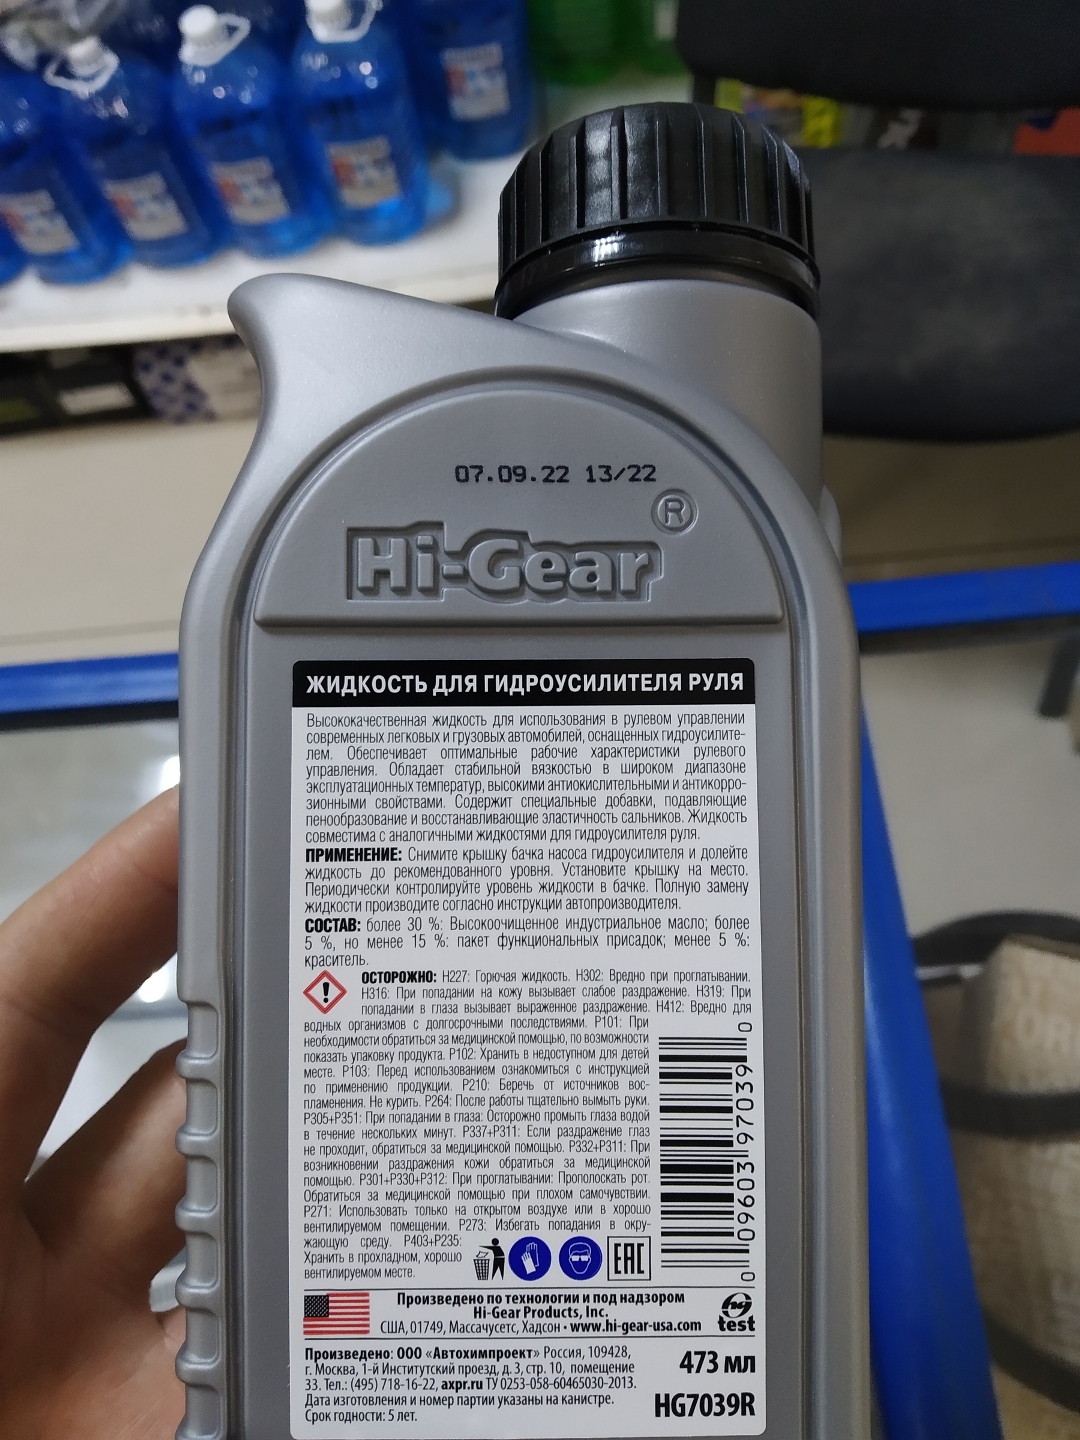 07.09.22 13/22
Hi-Gear®
ЖИДКОСТЬ ДЛЯ ГИДРОУСИЛИТЕЛЯ РУЛЯ
Высококачественная жидкость для использования в рулевом управлении
современных легковых и грузовых автомобилей, оснащенных гидроусилите-
лем. Обеспечивает оптимальные рабочие характеристики рулевого
управления. Обладает стабильной вязкостью в широком диапазоне
эксплуатационных температур, высокими антиокислительными и антикорро-
зионными свойствами. Содержит специальные добавки, подавляющие
пенообразование и восстанавливающие эластичность сальников. Жидкость
совместима с аналогичными жидкостями для гидроусилителя руля.
ПРИМЕНЕНИЕ: Снимите крышку бачка насоса гидроусилителя и долейте
жидкость до рекомендованного уровня. Установите крышку на место.
Периодически контролируйте уровень жидкости в бачке. Полную замену
жидкости производите согласно инструкции автопроизводителя.
СОСТАВ: более 30 %: Высокоочищенное индустриальное масло; более
5 %, но менее 15 %: пакет функциональных присадок; менее 5 %:
краситель.
ОСТОРОЖНО: H227: Горючая жидкость. H302: Вредно при проглатывании.
H316: При попадании на кожу вызывает слабое раздражение. H319: При
попадании в глаза вызывает выраженное раздражение. H412: Вредно для
водных организмов с долгосрочными последствиями. P101: При
необходимости обратиться за медицинской помощью, по возможности
показать упаковку продукта. P102: Хранить в недоступном для детей
месте. P103: Перед использованием ознакомиться с инструкцией
по применению продукции. P210: Беречь от источников вос-
пламенения. Не курить. P264: После работы тщательно вымыть руки.
P305+P351: При попадании в глаза: Осторожно промыть глаза водой
в течение нескольких минут. P337+P311: Если раздражение глаз
не проходит, обратиться за медицинской помощью. P332+P311: При
возникновении раздражения кожи обратиться за медицинской
помощью. P301+P330+P312: При проглатывании: Прополоскать рот.
Обратиться за медицинской помощью при плохом самочувствии.
P271: Использовать только на открытом воздухе или в хорошо
вентилируемом помещении. P273: Избегать попадания в окру-
жающую среду. P403+P235:
Хранить в прохладном, хорошо
вентилируемом месте.
EAC
0 09603 97039 0
Произведено по технологии и под надзором
Hi-Gear Products, Inc.
США, 01749, Массачусетс, Хадсон • www.hi-gear-usa.com
hg
test
Произведено: ООО «Автохимпроект» Россия, 109428,
г. Москва, 1-й Институтский проезд, д. 3, стр. 10, помещение
33. Тел.: (495) 718-16-22, axpr.ru ТУ 0253-058-60465030-2013.
Дата изготовления и номер партии указаны на канистре.
Срок годности: 5 лет.
473 мл
HG7039R